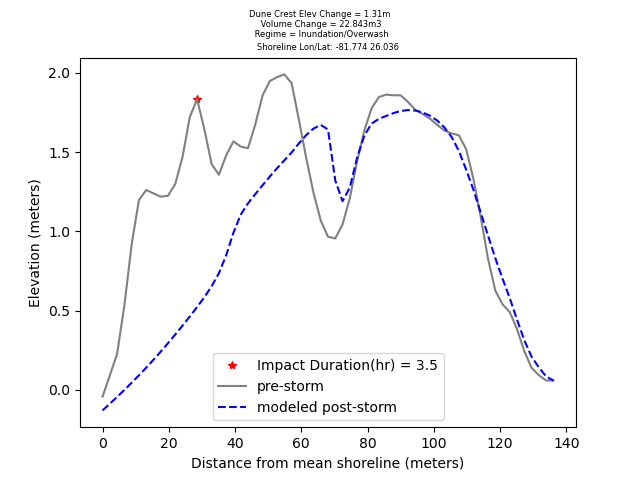 Dune Crest Elev Change = 1.31m
Volume Change = 22.843m3
Regime = Inundation/Overwash
Shoreline Lon/Lat: -81.774 26.036
2.0
1.5
1.0
0.5
0.0
Elevation (meters)
Impact Duration(hr) = 3.5
pre-storm
modeled post-storm
0 20 40 60 80 100 120 140
Distance from mean shoreline (meters)